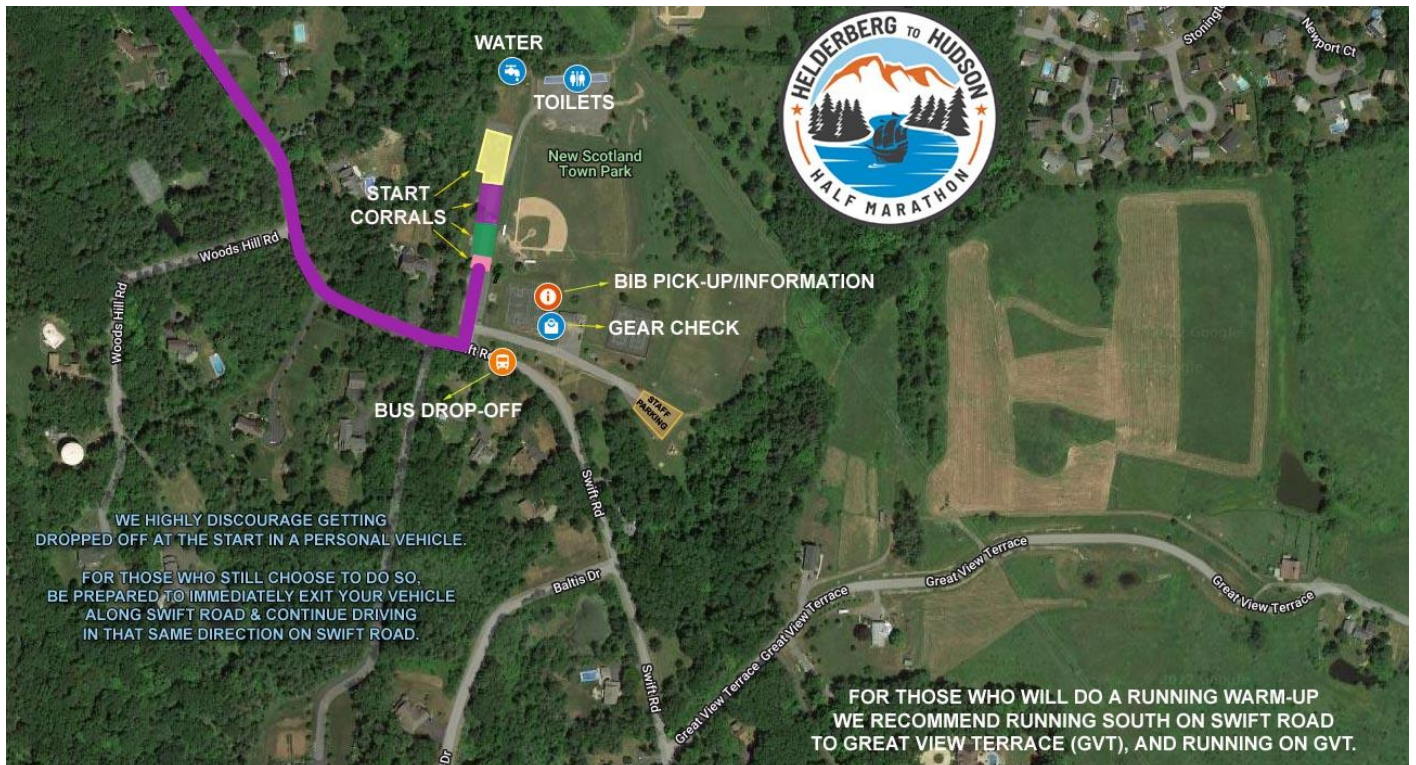 WATER
TOILETS
HELDERBERG TO HUDSON
HALF MARATHON
Stonington
Newport Ct
New Scotland
Town Park
START
CORRALS
Woods Hill Rd
Woods Hill Rd
BIB PICK-UP/INFORMATION
GEAR CHECK
ft Rd
BUS DROP-OFF
STAFF
PARKING
Swift Rd
WE HIGHLY DISCOURAGE GETTING
DROPPED OFF AT THE START IN A PERSONAL VEHICLE.
FOR THOSE WHO STILL CHOOSE TO DO SO,
BE PREPARED TO IMMEDIATELY EXIT YOUR VEHICLE
ALONG SWIFT ROAD & CONTINUE DRIVING
IN THAT SAME DIRECTION ON SWIFT ROAD.
Baltis Dr
Great View Terrace
Great View Terrace
Great View Terrace
Great View Terrace
Swift Rd
Dr
FOR THOSE WHO WILL DO A RUNNING WARM-UP
WE RECOMMEND RUNNING SOUTH ON SWIFT ROAD
TO GREAT VIEW TERRACE (GVT), AND RUNNING ON GVT.